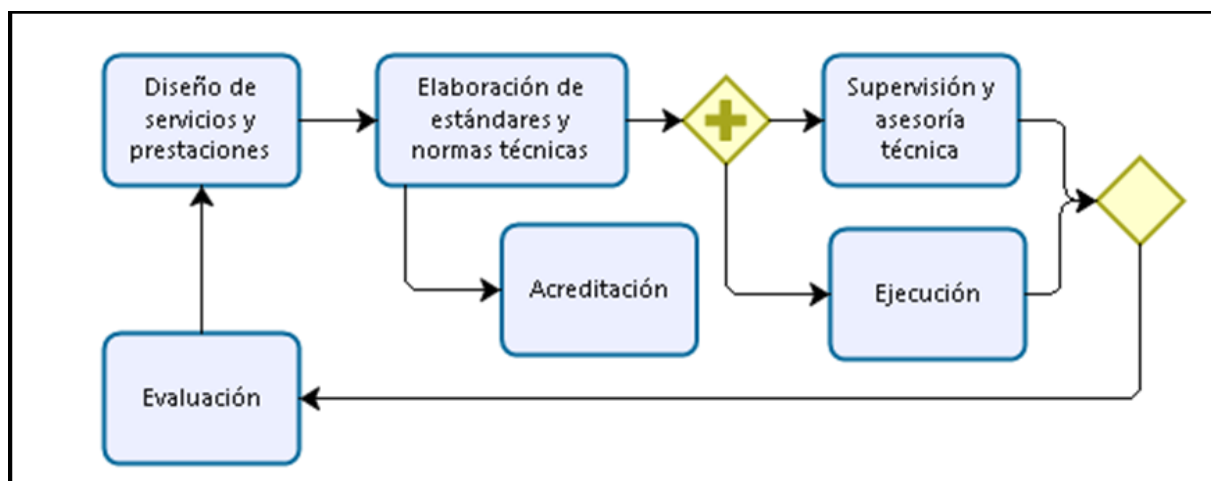 Diseño de
servicios y
prestaciones
Elaboración de
estándares y
normas técnicas
Supervisión y
asesoría
técnica
Acreditación
Ejecución
Evaluación